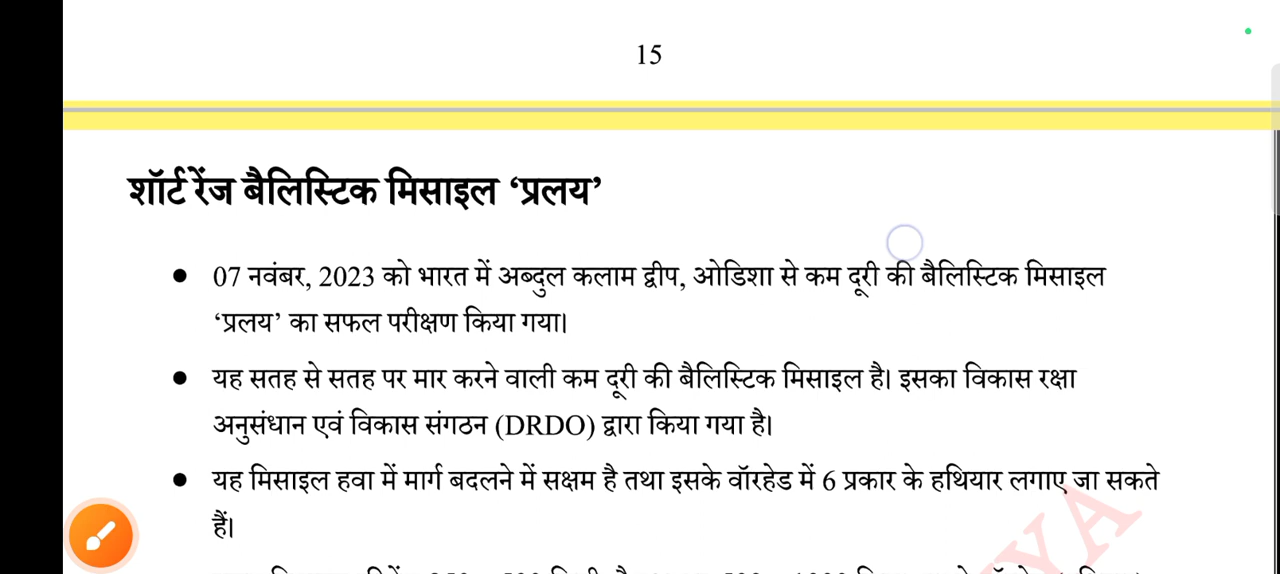 15
शॉर्ट रेंज बैलिस्टिक मिसाइल ‘प्रलय’
● 07 नवंबर, 2023 को भारत में अब्दुल कलाम द्वीप, ओडिशा से कम दूरी की बैलिस्टिक मिसाइल
‘प्रलय’ का सफल परीक्षण किया गया।
● यह सतह से सतह पर मार करने वाली कम दूरी की बैलिस्टिक मिसाइल है। इसका विकास रक्षा
अनुसंधान एवं विकास संगठन (DRDO) द्वारा किया गया है।
● यह मिसाइल हवा में मार्ग बदलने में सक्षम है तथा इसके वॉरहेड में 6 प्रकार के हथियार लगाए जा सकते
हैं।
YA